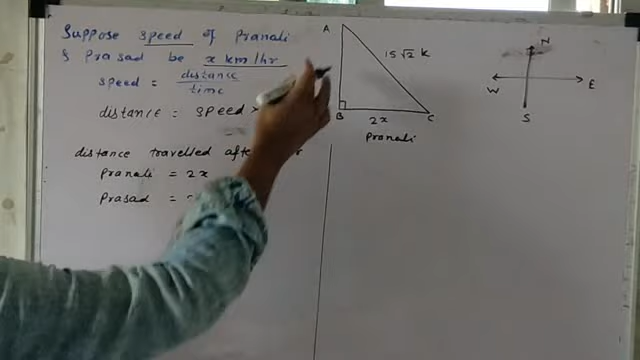 Suppose speed of Pranali
& Prasad be x km/hr
speed = distance
time
distance = speed ×
distance travelled after
Pranali = 2x
Prasad =
A
15√2 k
B
2x
C
Pranali
N
W
E
S